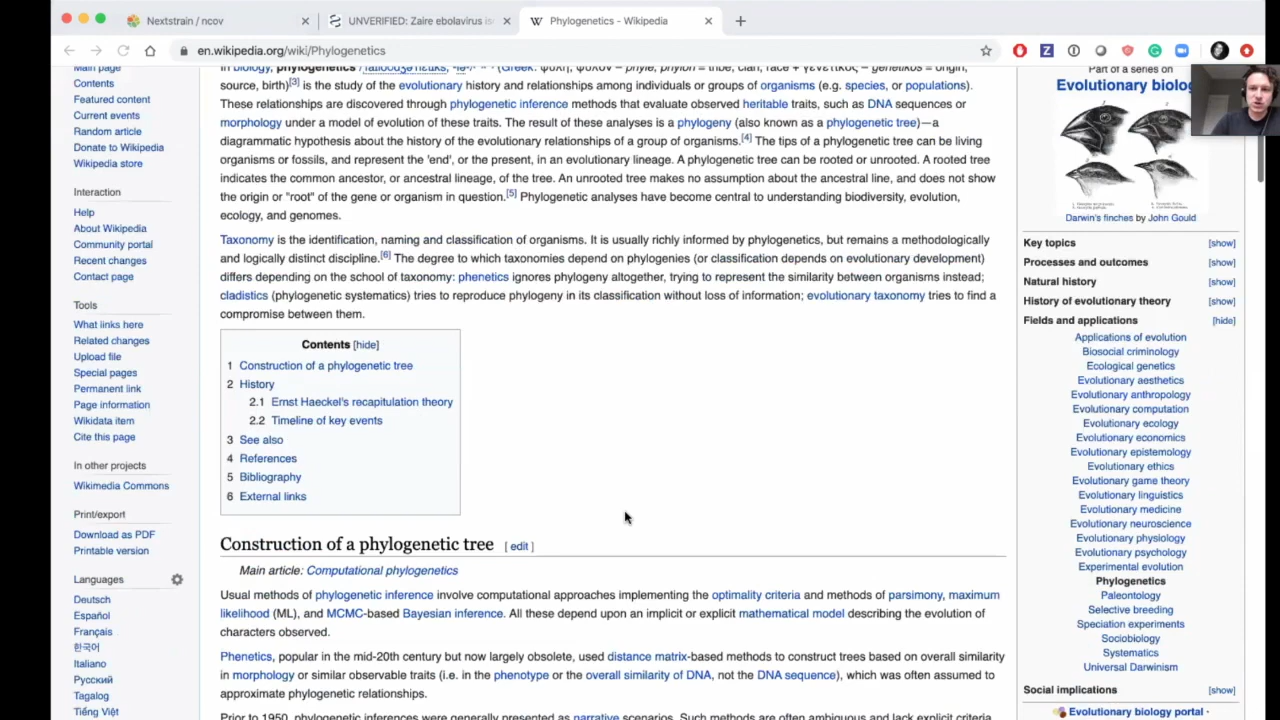 Nextstrain / ncov
UNVERIFIED: Zaire ebolavirus is
Phylogenetics - Wikipedia
en.wikipedia.org/wiki/Phylogenetics
Main page
Contents
Featured content
Current events
Random article
Donate to Wikipedia
Wikipedia store
Interaction
Help
About Wikipedia
Community portal
Recent changes
Contact page
Tools
What links here
Related changes
Upload file
Special pages
Permanent link
Page information
Wikidata item
Cite this page
In other projects
Wikimedia Commons
Print/export
Download as PDF
Printable version
Languages
Deutsch
Español
Français
한국어
Italiano
Русский
Tagalog
Tiếng Việt
In biology, phylogenetics
source, birth)[3] is the study of the evolutionary history and relationships among individuals or groups of organisms (e.g. species, or populations).
These relationships are discovered through phylogenetic inference methods that evaluate observed heritable traits, such as DNA sequences or
morphology under a model of evolution of these traits. The result of these analyses is a phylogeny (also known as a phylogenetic tree)—a
diagrammatic hypothesis about the history of the evolutionary relationships of a group of organisms.[4] The tips of a phylogenetic tree can be living
organisms or fossils, and represent the 'end', or the present, in an evolutionary lineage. A phylogenetic tree can be rooted or unrooted. A rooted tree
indicates the common ancestor, or ancestral lineage, of the tree. An unrooted tree makes no assumption about the ancestral line, and does not show
the origin or "root" of the gene or organism in question.[5] Phylogenetic analyses have become central to understanding biodiversity, evolution,
ecology, and genomes.
Taxonomy is the identification, naming and classification of organisms. It is usually richly informed by phylogenetics, but remains a methodologically
and logically distinct discipline.[6] The degree to which taxonomies depend on phylogenies (or classification depends on evolutionary development)
differs depending on the school of taxonomy: phenetics ignores phylogeny altogether, trying to represent the similarity between organisms instead;
cladistics (phylogenetic systematics) tries to reproduce phylogeny in its classification without loss of information; evolutionary taxonomy tries to find a
compromise between them.
Contents [hide]
1 Construction of a phylogenetic tree
2 History
2.1 Ernst Haeckel's recapitulation theory
2.2 Timeline of key events
3 See also
4 References
5 Bibliography
6 External links
Construction of a phylogenetic tree [ edit ]
Main article: Computational phylogenetics
Usual methods of phylogenetic inference involve computational approaches implementing the optimality criteria and methods of parsimony, maximum
likelihood (ML), and MCMC-based Bayesian inference. All these depend upon an implicit or explicit mathematical model describing the evolution of
characters observed.
Phenetics, popular in the mid-20th century but now largely obsolete, used distance matrix-based methods to construct trees based on overall similarity
in morphology or similar observable traits (i.e. in the phenotype or the overall similarity of DNA, not the DNA sequence), which was often assumed to
approximate phylogenetic relationships.
Prior to 1950, phylogenetic inferences were generally presented as narrative scenarios. Such methods are often ambiguous and lack explicit criteria
Part of a series on
Evolutionary biolog
Darwin's finches by John Gould
Key topics [show]
Processes and outcomes [show]
Natural history [show]
History of evolutionary theory [show]
Fields and applications [hide]
Applications of evolution
Biosocial criminology
Ecological genetics
Evolutionary aesthetics
Evolutionary anthropology
Evolutionary computation
Evolutionary ecology
Evolutionary economics
Evolutionary epistemology
Evolutionary ethics
Evolutionary game theory
Evolutionary linguistics
Evolutionary medicine
Evolutionary neuroscience
Evolutionary physiology
Evolutionary psychology
Experimental evolution
Phylogenetics
Paleontology
Selective breeding
Speciation experiments
Sociobiology
Systematics
Universal Darwinism
Social implications [show]
Evolutionary biology portal ·